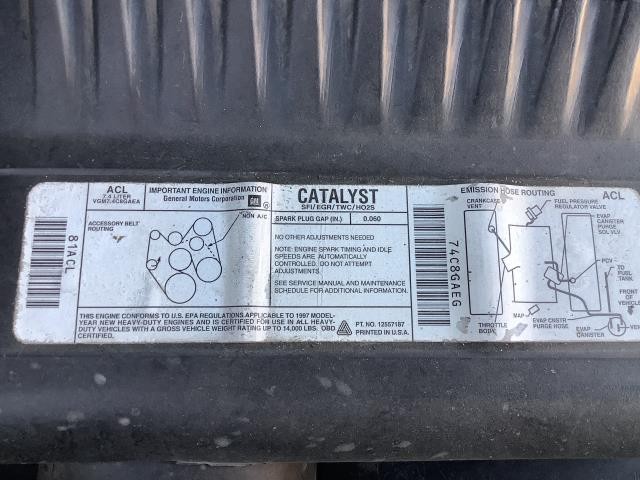 ACL
7.4 LITER
VGM7.4C8GAEA
IMPORTANT ENGINE INFORMATION
General Motors Corporation
GM
®
ACCESSORY BELT
ROUTING
NON A/C
81ACL
CATALYST
SFI/EGR/TWC/HO2S
SPARK PLUG GAP (IN.) 0.060
NO OTHER ADJUSTMENTS NEEDED
NOTE: ENGINE SPARK TIMING AND IDLE
SPEEDS ARE AUTOMATICALLY
CONTROLLED. DO NOT ATTEMPT
ADJUSTMENTS.
SEE SERVICE MANUAL AND MAINTENANCE
SCHEDULE FOR ADDITIONAL INFORMATION
THIS ENGINE CONFORMS TO U.S. EPA REGULATIONS APPLICABLE TO 1997 MODEL-
YEAR NEW HEAVY-DUTY ENGINES AND IS CERTIFIED FOR USE IN ALL HEAVY-
DUTY VEHICLES WITH A GROSS VEHICLE WEIGHT RATING UP TO 14,000 LBS. OBD
CERTIFIED.
PT. NO. 12557187
PRINTED IN U.S.A.
74C8GAEG
EMISSION HOSE ROUTING
ACL
CRANKCASE
VENT
FUEL PRESSURE
REGULATOR VALVE
EVAP CANISTER
PURGE
SOL VLV
PCV
TO
FUEL
TANK
FRONT OF
VEHICLE
THROTTLE
BODY
MAP
EVAP CNSTR
PURGE HOSE
EVAP
CANISTER